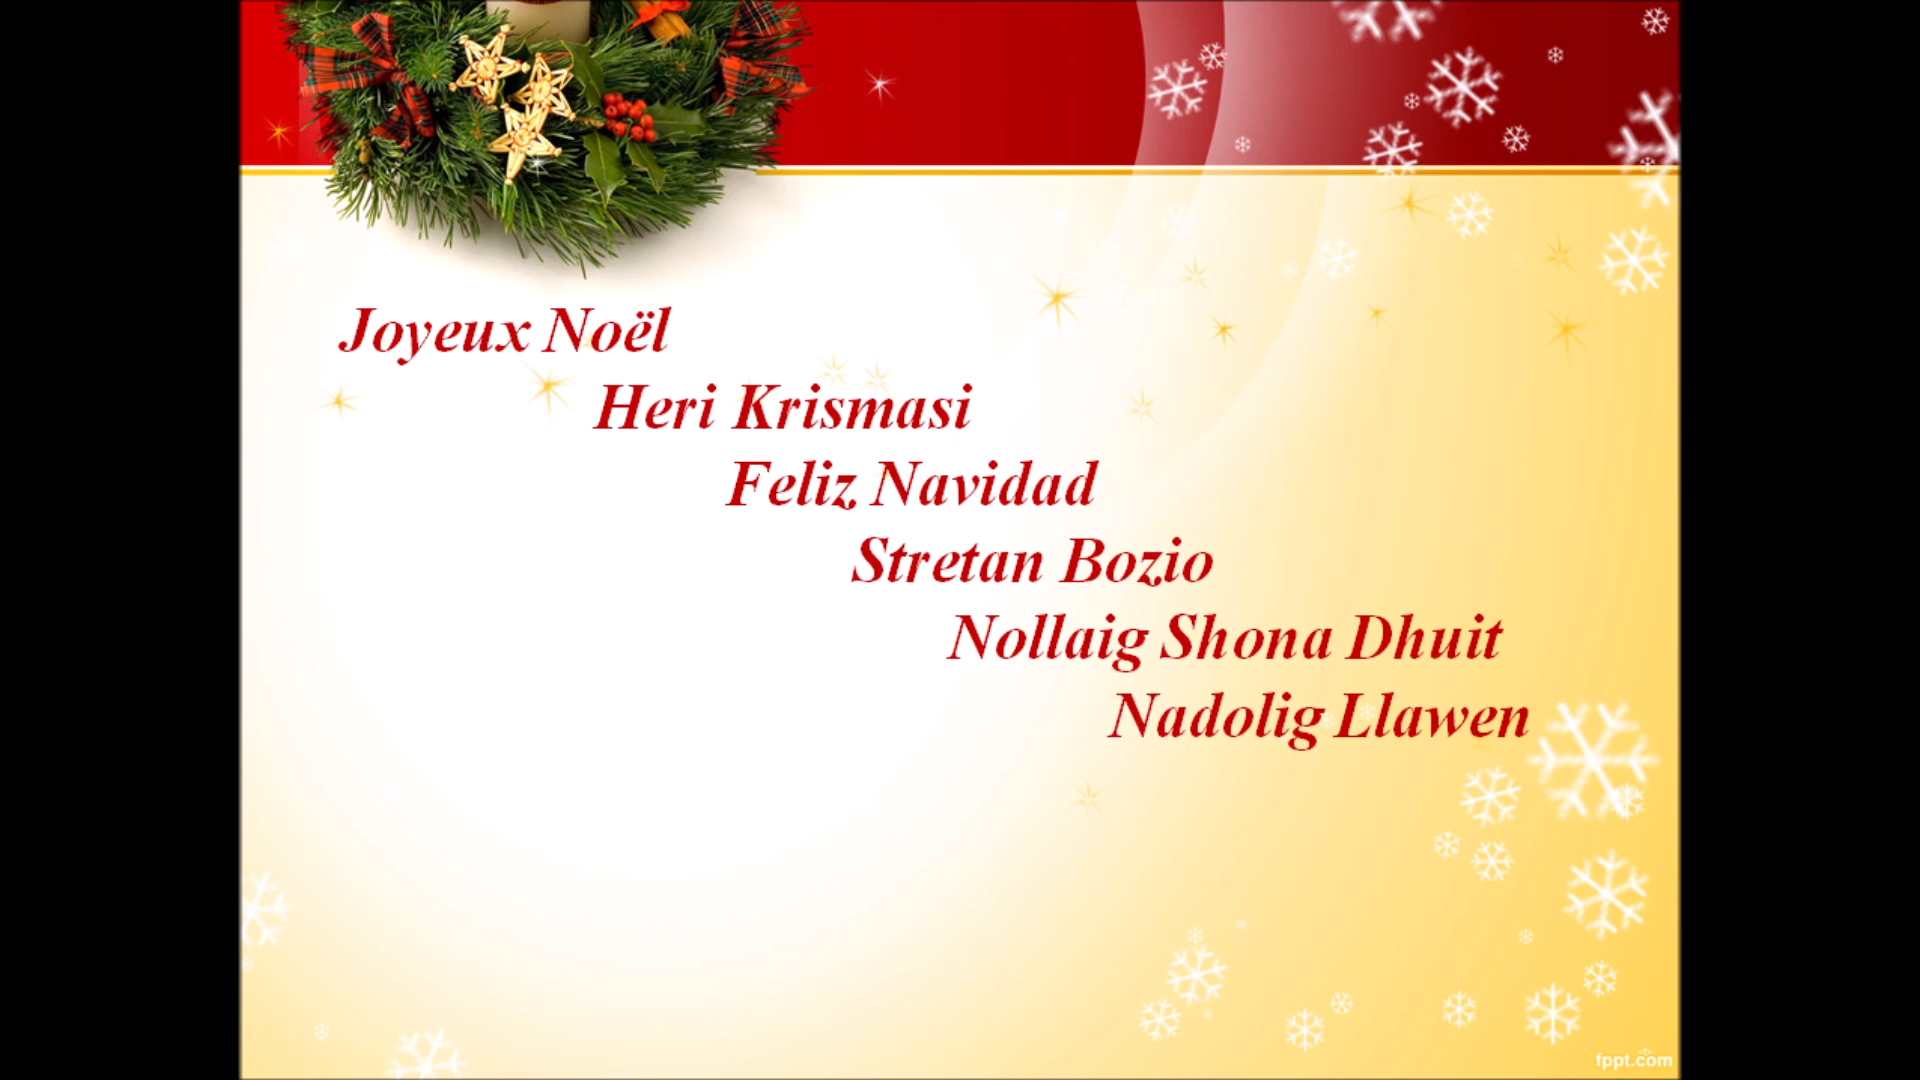 Joyeux Noël
Heri Krismasi
Feliz Navidad
Stretan Bozio
Nollaig Shona Dhuit
Nadolig Llawen
fppt.com